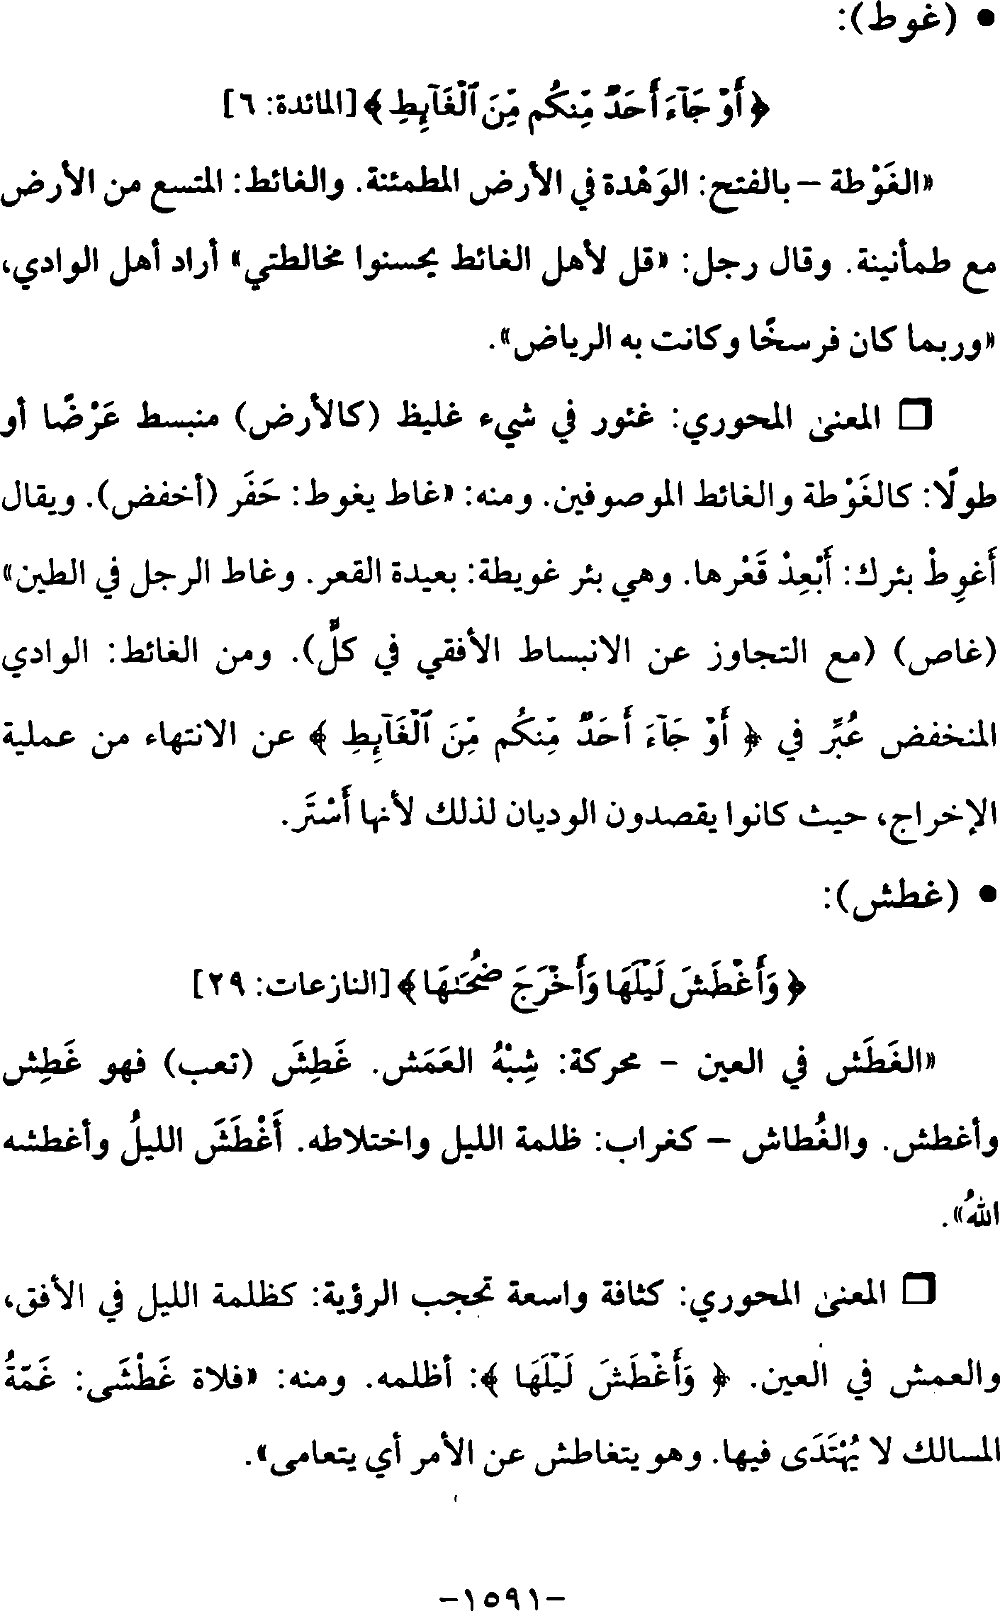 • (غوط):
﴿ أَوْ جَآءَ أَحَدٌ مِّنكُم مِّنَ ٱلْغَآئِطِ ﴾ [المائدة: ٦]
«الغَوْطة – بالفتح: الوَهْدة في الأرض المطمئنة. والغائط: المتسع من الأرض
مع طمأنينة. وقال رجل: «قل لأهل الغائط يحسنوا مخالطتي» أراد أهل الوادي،
«وربما كان فرسخًا وكانت به الرياض».
❒ المعنى المحوري: غئور في شيء غليظ (كالأرض) منبسط عَرْضًا أو
طولًا: كالغَوْطة والغائط الموصوفين. ومنه: «غاط يغوط: حَفَر (أخفض). ويقال
أَغوِطْ بئرك: أَبْعِدْ قَعْرها. وهي بئر غويطة: بعيدة القعر. وغاط الرجل في الطين»
(غاص) (مع التجاوز عن الانبساط الأفقي في كلٍّ). ومن الغائط: الوادي
المنخفض عُبِّر في ﴿ أَوْ جَآءَ أَحَدٌ مِّنكُم مِّنَ ٱلْغَآئِطِ ﴾ عن الانتهاء من عملية
الإخراج، حيث كانوا يقصدون الوديان لذلك لأنها أَسْتَر.
• (غطش):
﴿ وَأَغْطَشَ لَيْلَهَا وَأَخْرَجَ ضُحَىٰهَا ﴾ [النازعات: ٢٩]
«الغَطَش في العين – محركة: شِبْهُ العَمَش. غَطِشَ (تعب) فهو غَطِش
وأغطش. والغُطاش – كغراب: ظلمة الليل واختلاطه. أَغْطَشَ الليلُ وأغطشه
اللهُ».
❒ المعنى المحوري: كثافة واسعة تحجب الرؤية: كظلمة الليل في الأفق،
والعمش في العين. ﴿ وَأَغْطَشَ لَيْلَهَا ﴾: أظلمه. ومنه: «فلاة غَطْشَى: غَمّةُ
المسالك لا يُهْتَدَى فيها. وهو يتغاطش عن الأمر أي يتعامى».
–١٥٩١–